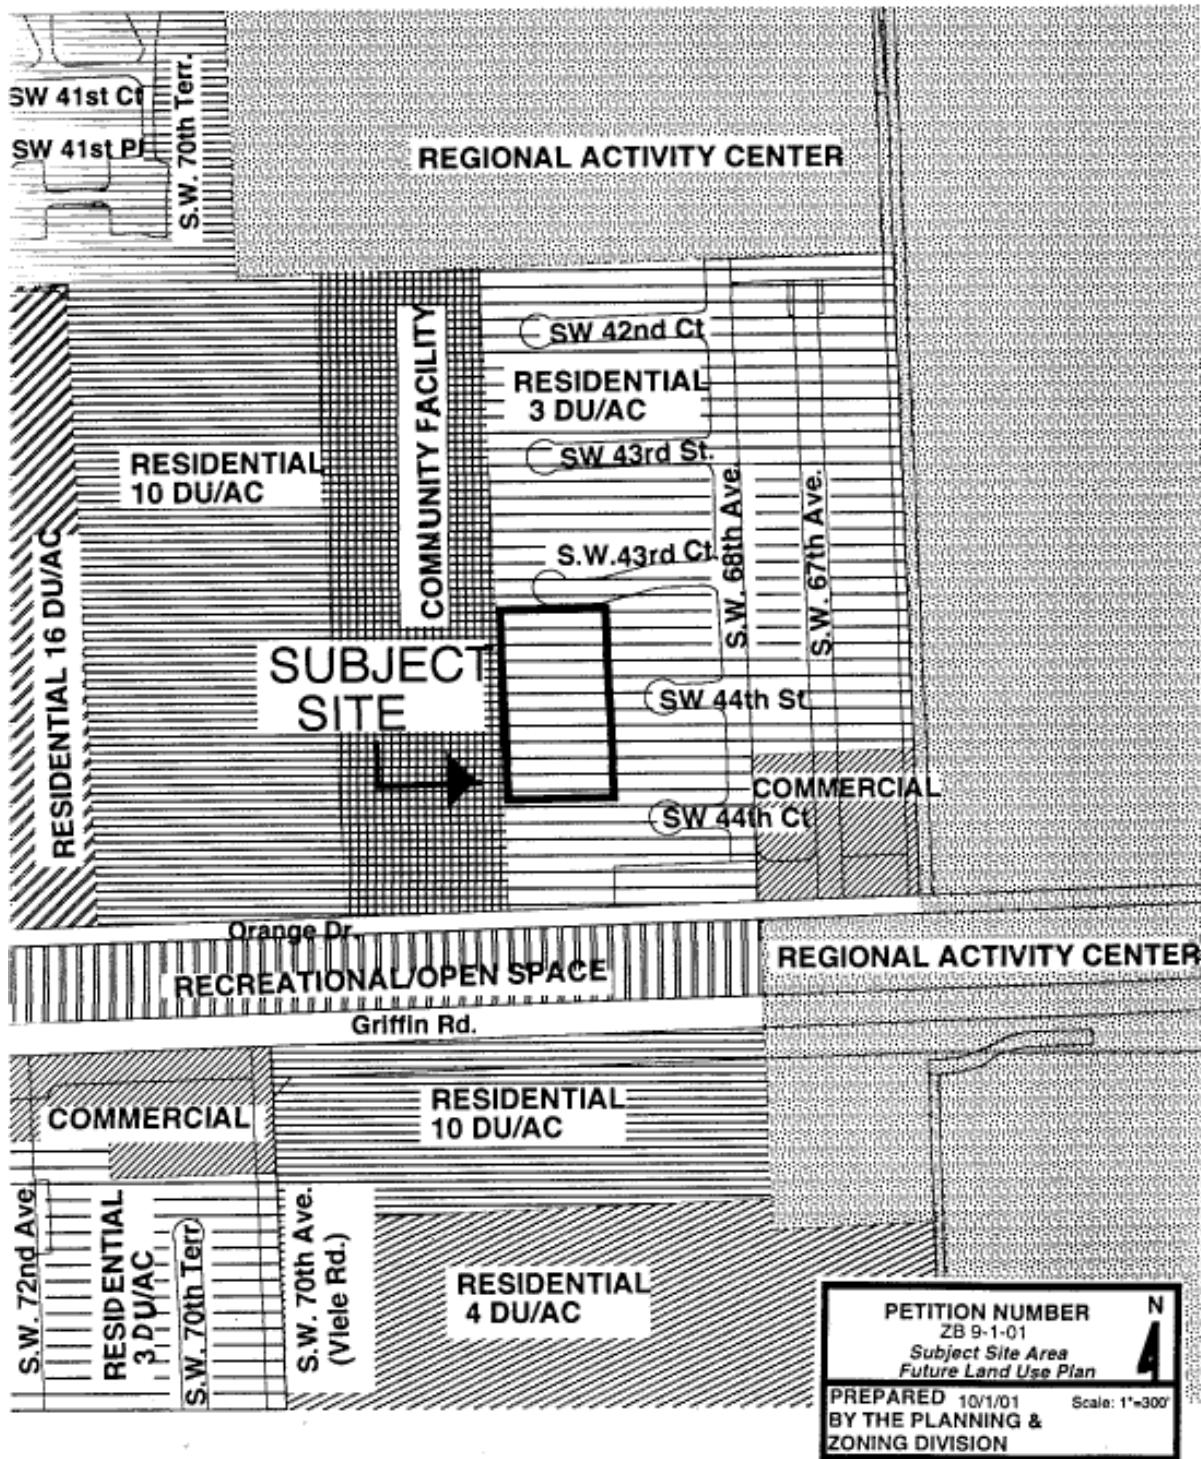 SW 41st Ct
SW 41st Pl
S.W. 70th Terr.
REGIONAL ACTIVITY CENTER
COMMUNITY FACILITY
SW 42nd Ct
RESIDENTIAL
3 DU/AC
SW 43rd St.
RESIDENTIAL
10 DU/AC
S.W. 68th Ave.
S.W. 67th Ave.
RESIDENTIAL 16 DU/AC
S.W.43rd Ct.
SUBJECT
SITE
SW 44th St
COMMERCIAL
SW 44th Ct
Orange Dr.
RECREATIONAL/OPEN SPACE
REGIONAL ACTIVITY CENTER
Griffin Rd.
COMMERCIAL
RESIDENTIAL
10 DU/AC
S.W. 72nd Ave.
RESIDENTIAL
3 DU/AC
S.W. 70th Terr.
S.W. 70th Ave.
(Viele Rd.)
RESIDENTIAL
4 DU/AC
PETITION NUMBER
N
ZB 9-1-01
Subject Site Area
Future Land Use Plan
PREPARED 10/1/01 Scale: 1"=300'
BY THE PLANNING &
ZONING DIVISION